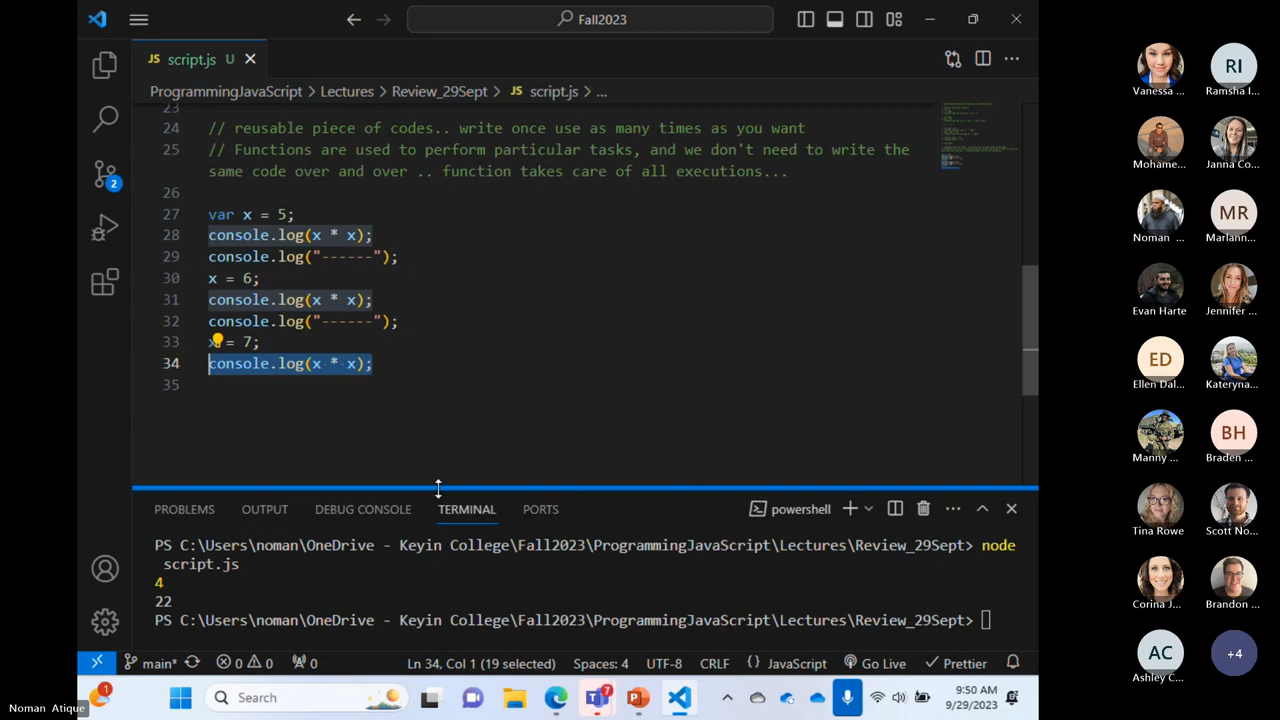 Fall2023
JS script.js U
ProgrammingJavaScript > Lectures > Review_29Sept > JS script.js > ...
23
24 // reusable piece of codes.. write once use as many times as you want
25 // Functions are used to perform particular tasks, and we don't need to write the
same code over and over .. function takes care of all executions...
26
27 var x = 5;
28 console.log(x * x);
29 console.log("------");
30 x = 6;
31 console.log(x * x);
32 console.log("------");
33 x = 7;
34 console.log(x * x);
35
2
PROBLEMS OUTPUT DEBUG CONSOLE TERMINAL PORTS powershell
PS C:\Users\noman\OneDrive - Keyin College\Fall2023\ProgrammingJavaScript\Lectures\Review_29Sept> node
script.js
4
22
PS C:\Users\noman\OneDrive - Keyin College\Fall2023\ProgrammingJavaScript\Lectures\Review_29Sept>
main* 0 0 0 Ln 34, Col 1 (19 selected) Spaces: 4 UTF-8 CRLF {} JavaScript Go Live Prettier
1 Search 7 9:50 AM
9/29/2023
Noman Atique
Vanessa ...
RI
Ramsha I...
Mohame...
Janna Co...
Noman ...
MR
Mariann...
Evan Harte
Jennifer ...
ED
Ellen Dal...
Kateryna...
Manny ...
BH
Braden ...
Tina Rowe
Scott No...
Corina J...
Brandon ...
AC
Ashley C...
+4